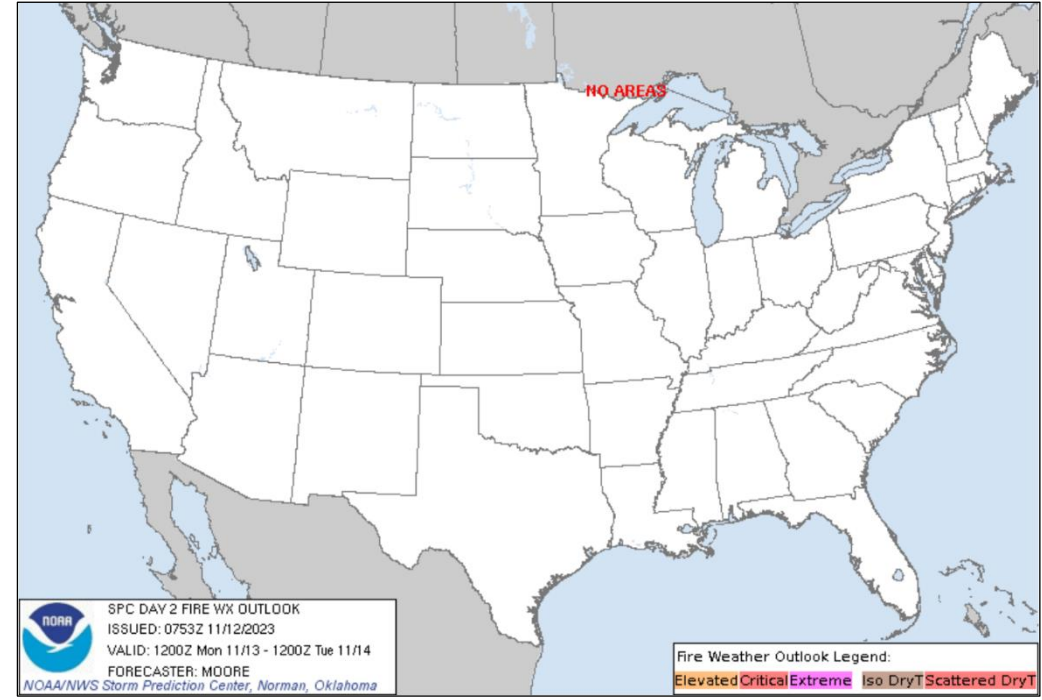 NO AREAS
NOAA
SPC DAY 2 FIRE WX OUTLOOK
ISSUED: 0753Z 11/12/2023
VALID: 1200Z Mon 11/13 - 1200Z Tue 11/14
FORECASTER: MOORE
NOAA/NWS Storm Prediction Center, Norman, Oklahoma
Fire Weather Outlook Legend:
Elevated Critical Extreme Iso DryT Scattered DryT